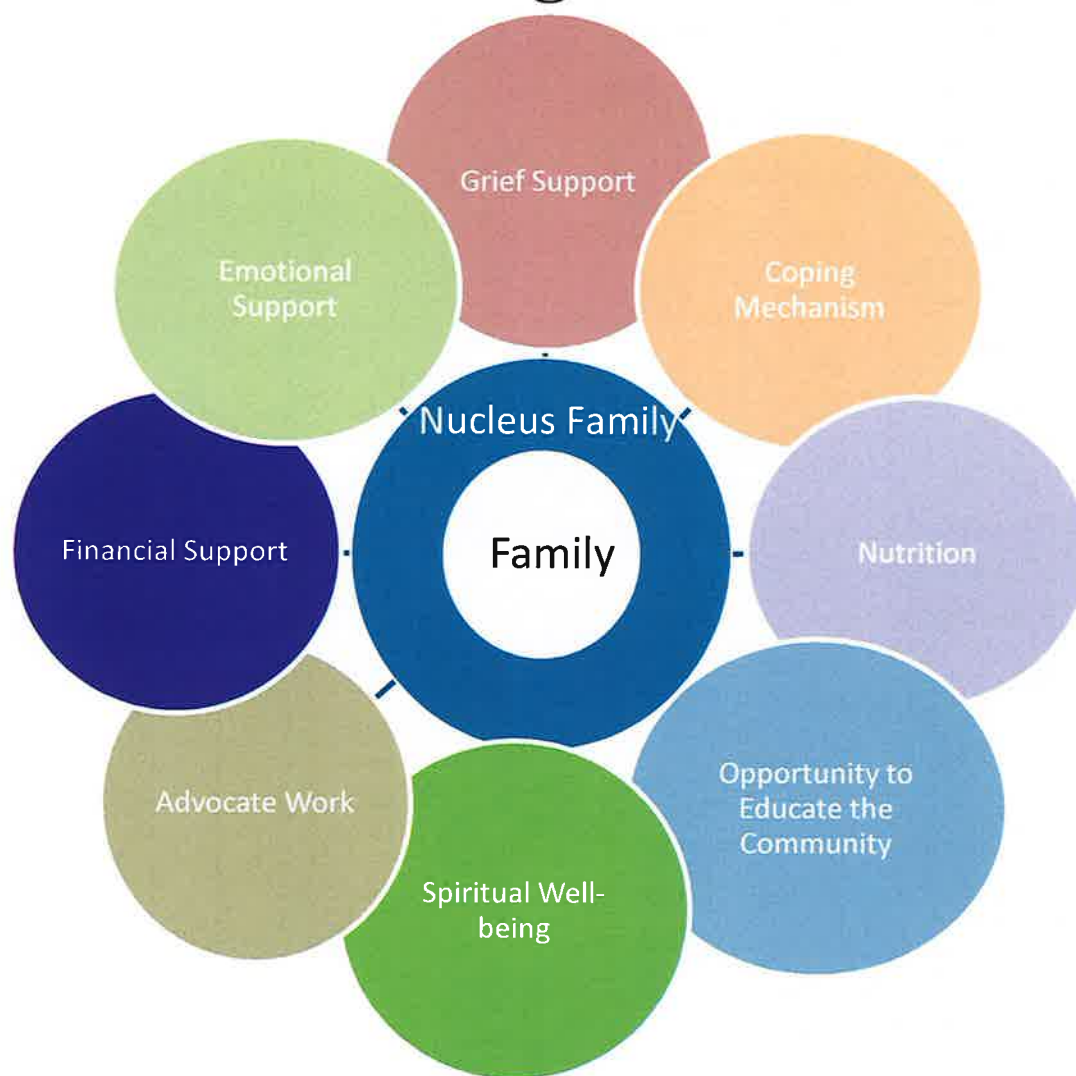 Grief Support
Coping
Mechanism
Emotional
Support
Nucleus Family
Family
Financial Support
Nutrition
Opportunity to
Educate the
Community
Advocate Work
Spiritual Well-
being